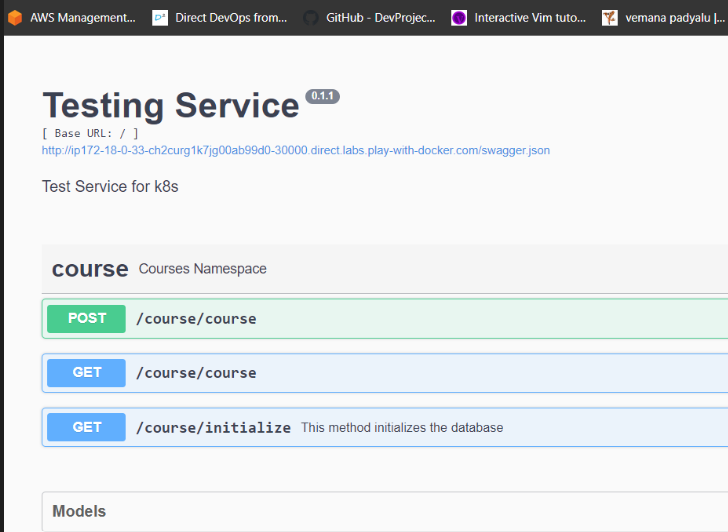 AWS Management... Direct DevOps from... GitHub - DevProjec... Interactive Vim tuto... vemana padyalu |...
Testing Service 0.1.1
[ Base URL: / ]
http://ip172-18-0-33-ch2curg1k7jg00ab99d0-30000.direct.labs.play-with-docker.com/swagger.json
Test Service for k8s
course Courses Namespace
POST /course/course
GET /course/course
GET /course/initialize This method initializes the database
Models